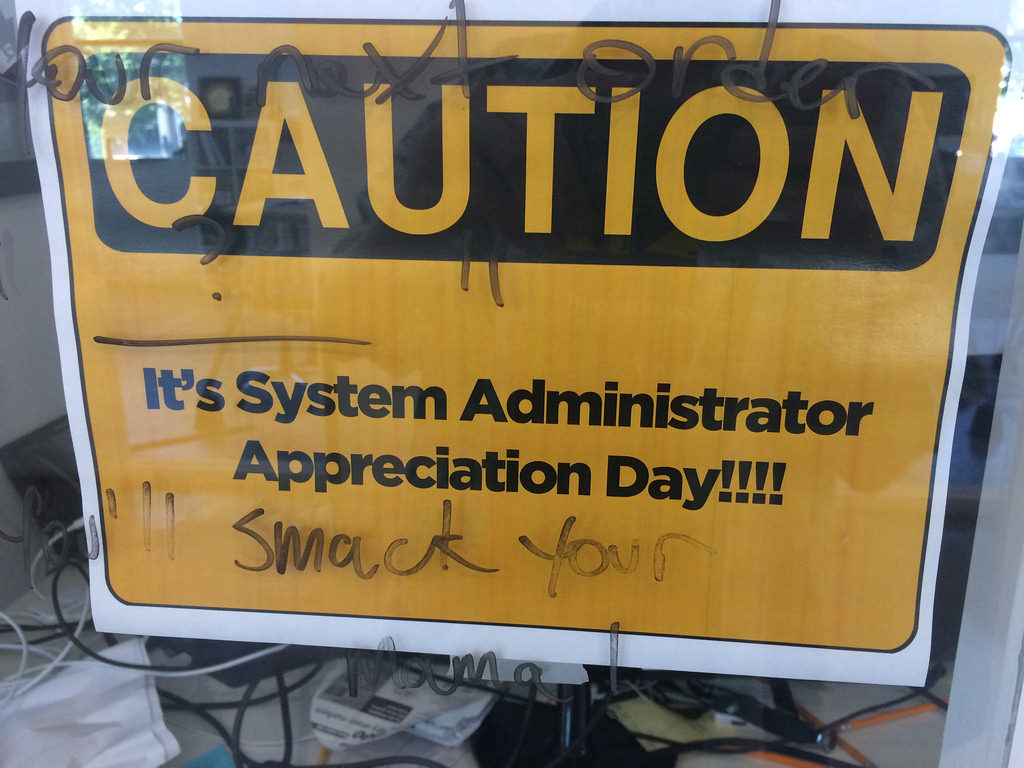 Your next order
CAUTION
?
"
It's System Administrator
Appreciation Day!!!!
You'll smack your
mama!